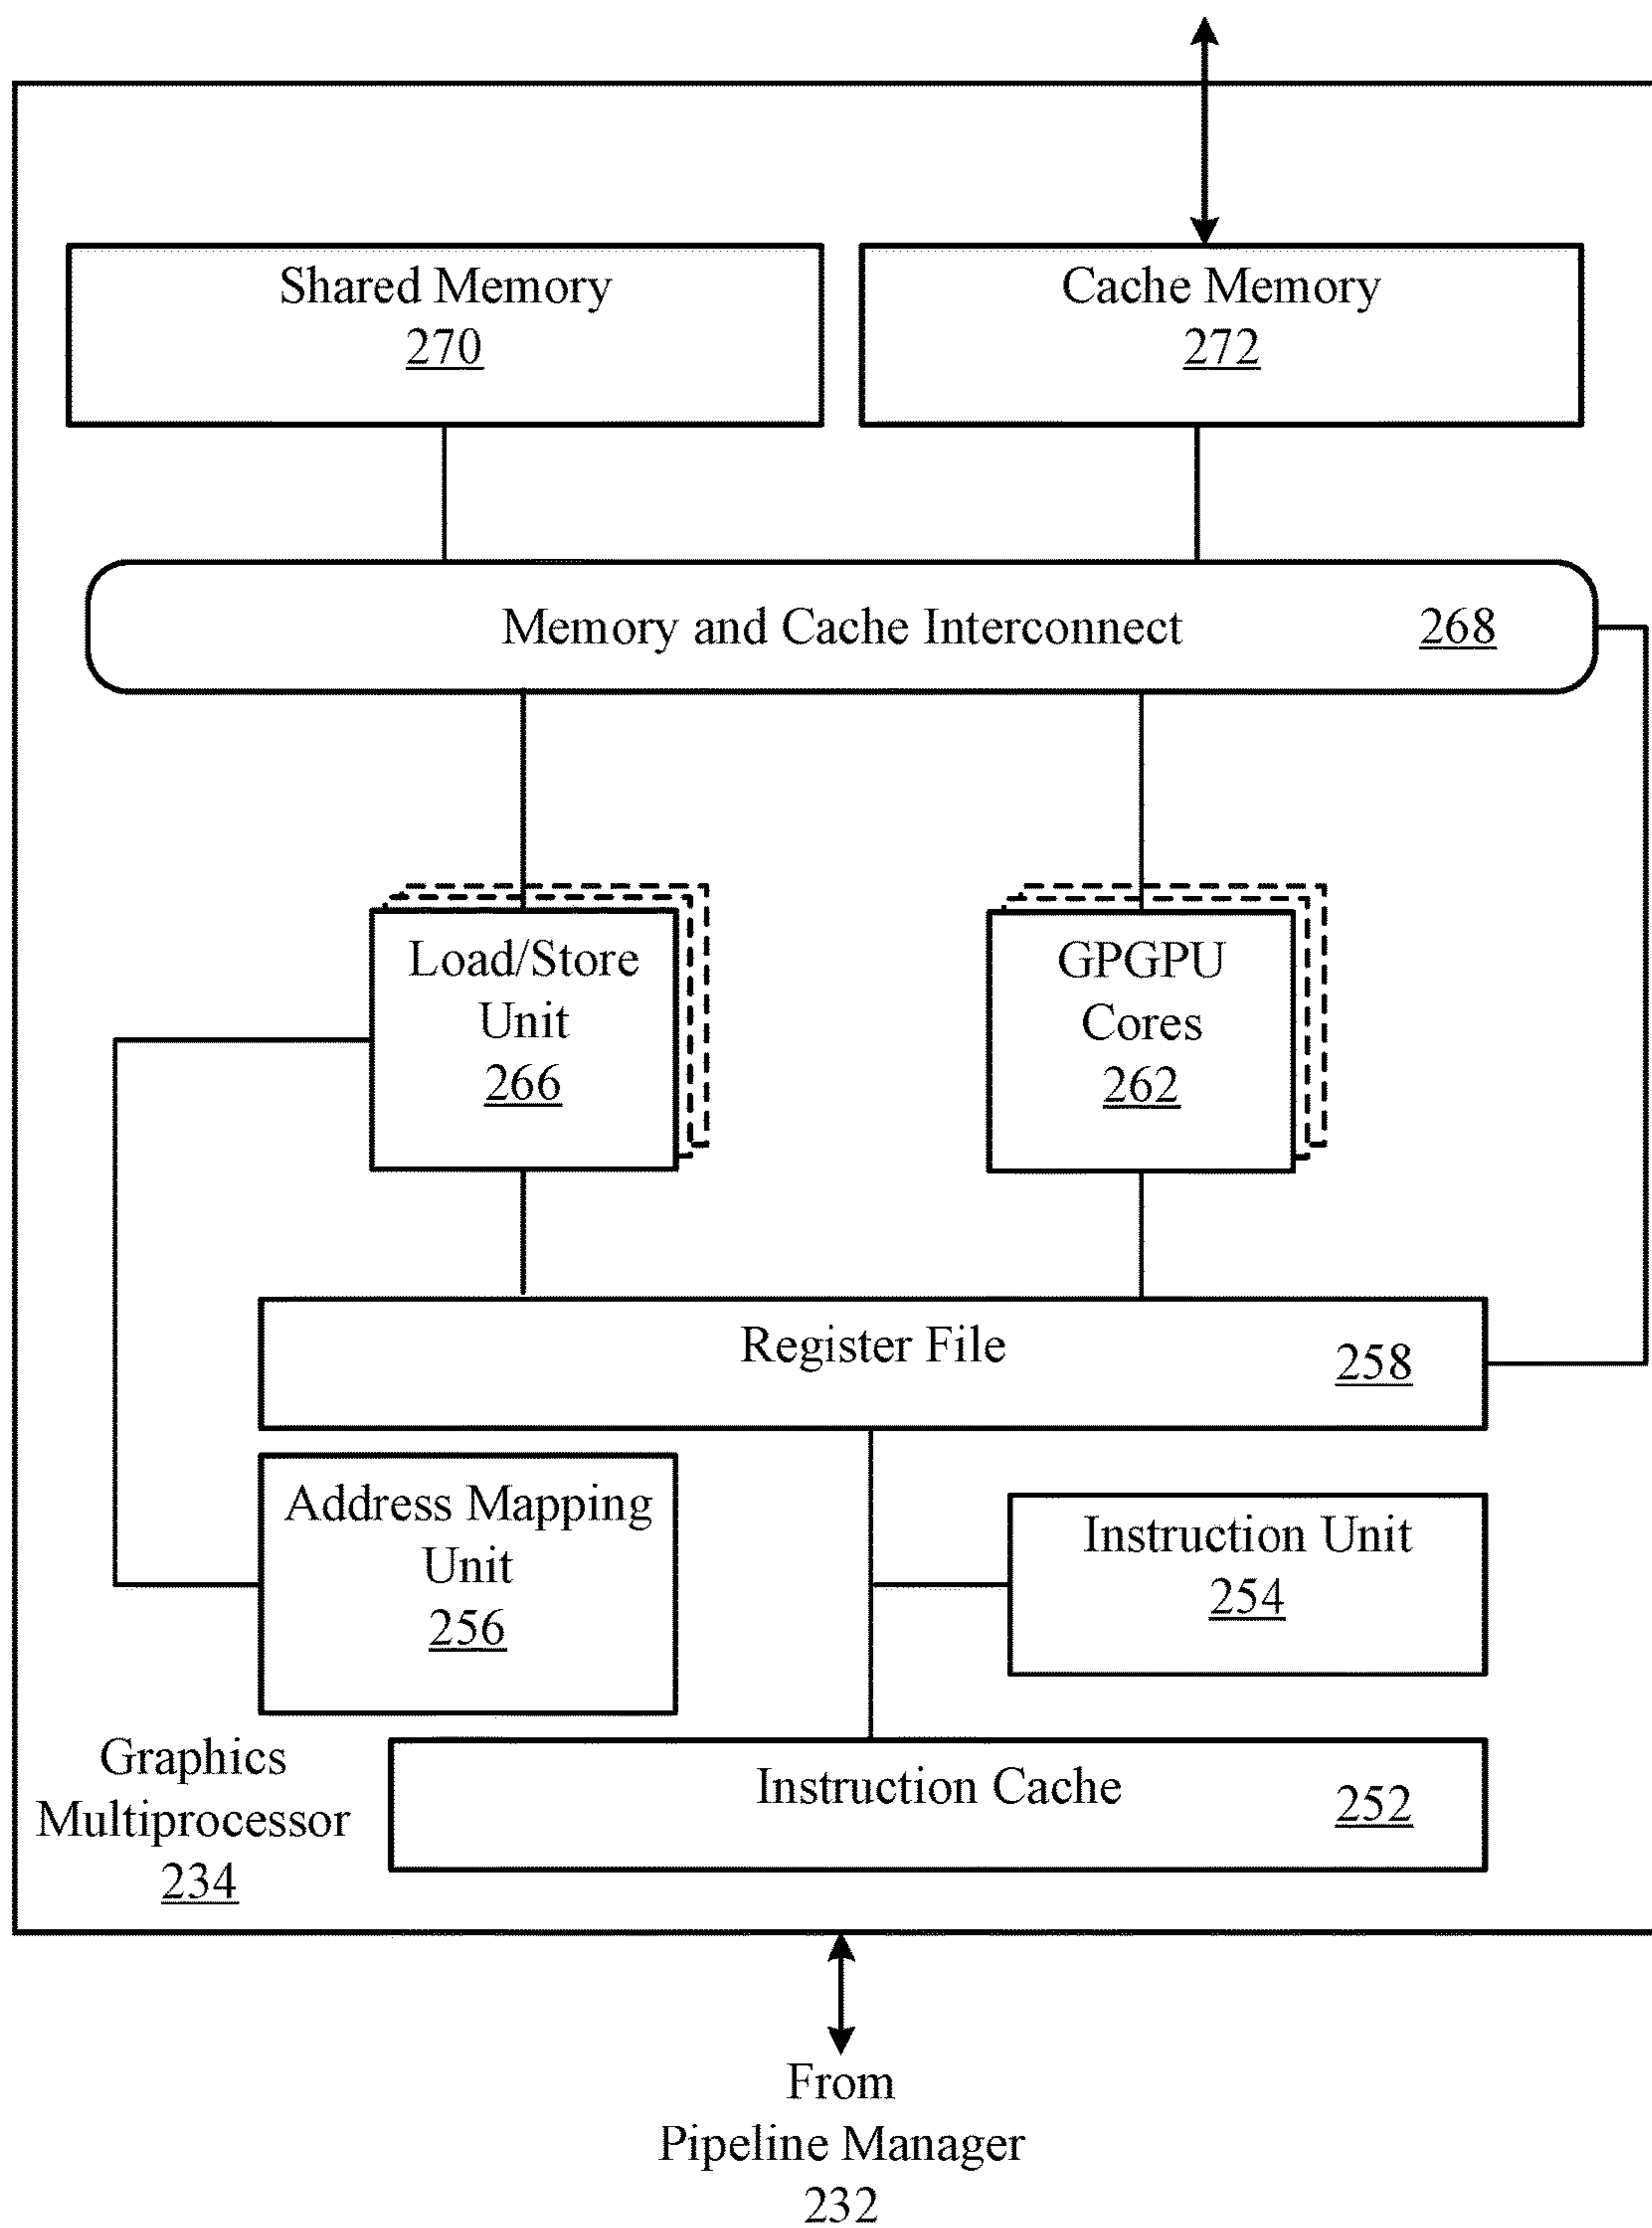 Shared Memory
270
Cache Memory
272
Memory and Cache Interconnect 268
Load/Store
Unit
266
GPGPU
Cores
262
Register File 258
Address Mapping
Unit
256
Instruction Unit
254
Graphics
Multiprocessor
234
Instruction Cache 252
From
Pipeline Manager
232